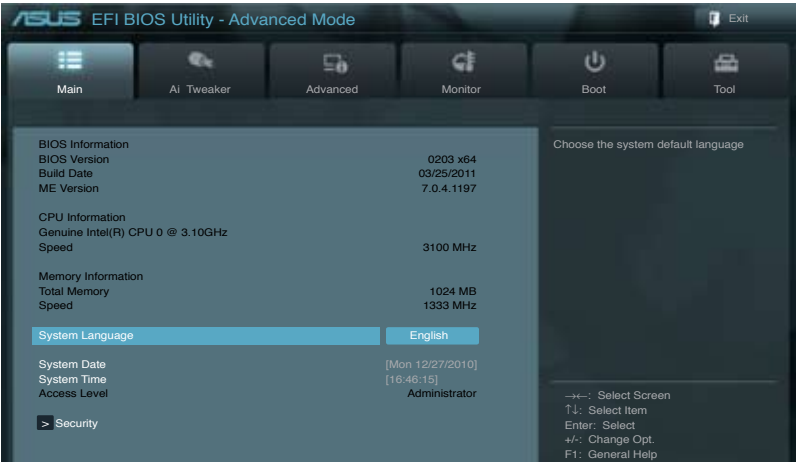 ASUS EFI BIOS Utility - Advanced Mode
Exit
Main Ai Tweaker Advanced Monitor Boot Tool
BIOS Information
BIOS Version 0203 x64
Build Date 03/25/2011
ME Version 7.0.4.1197
CPU Information
Genuine Intel(R) CPU 0 @ 3.10GHz
Speed 3100 MHz
Memory Information
Total Memory 1024 MB
Speed 1333 MHz
System Language English
System Date [Mon 12/27/2010]
System Time [16:46:15]
Access Level Administrator
> Security
Choose the system default language
→←: Select Screen
↑↓: Select Item
Enter: Select
+/-: Change Opt.
F1: General Help